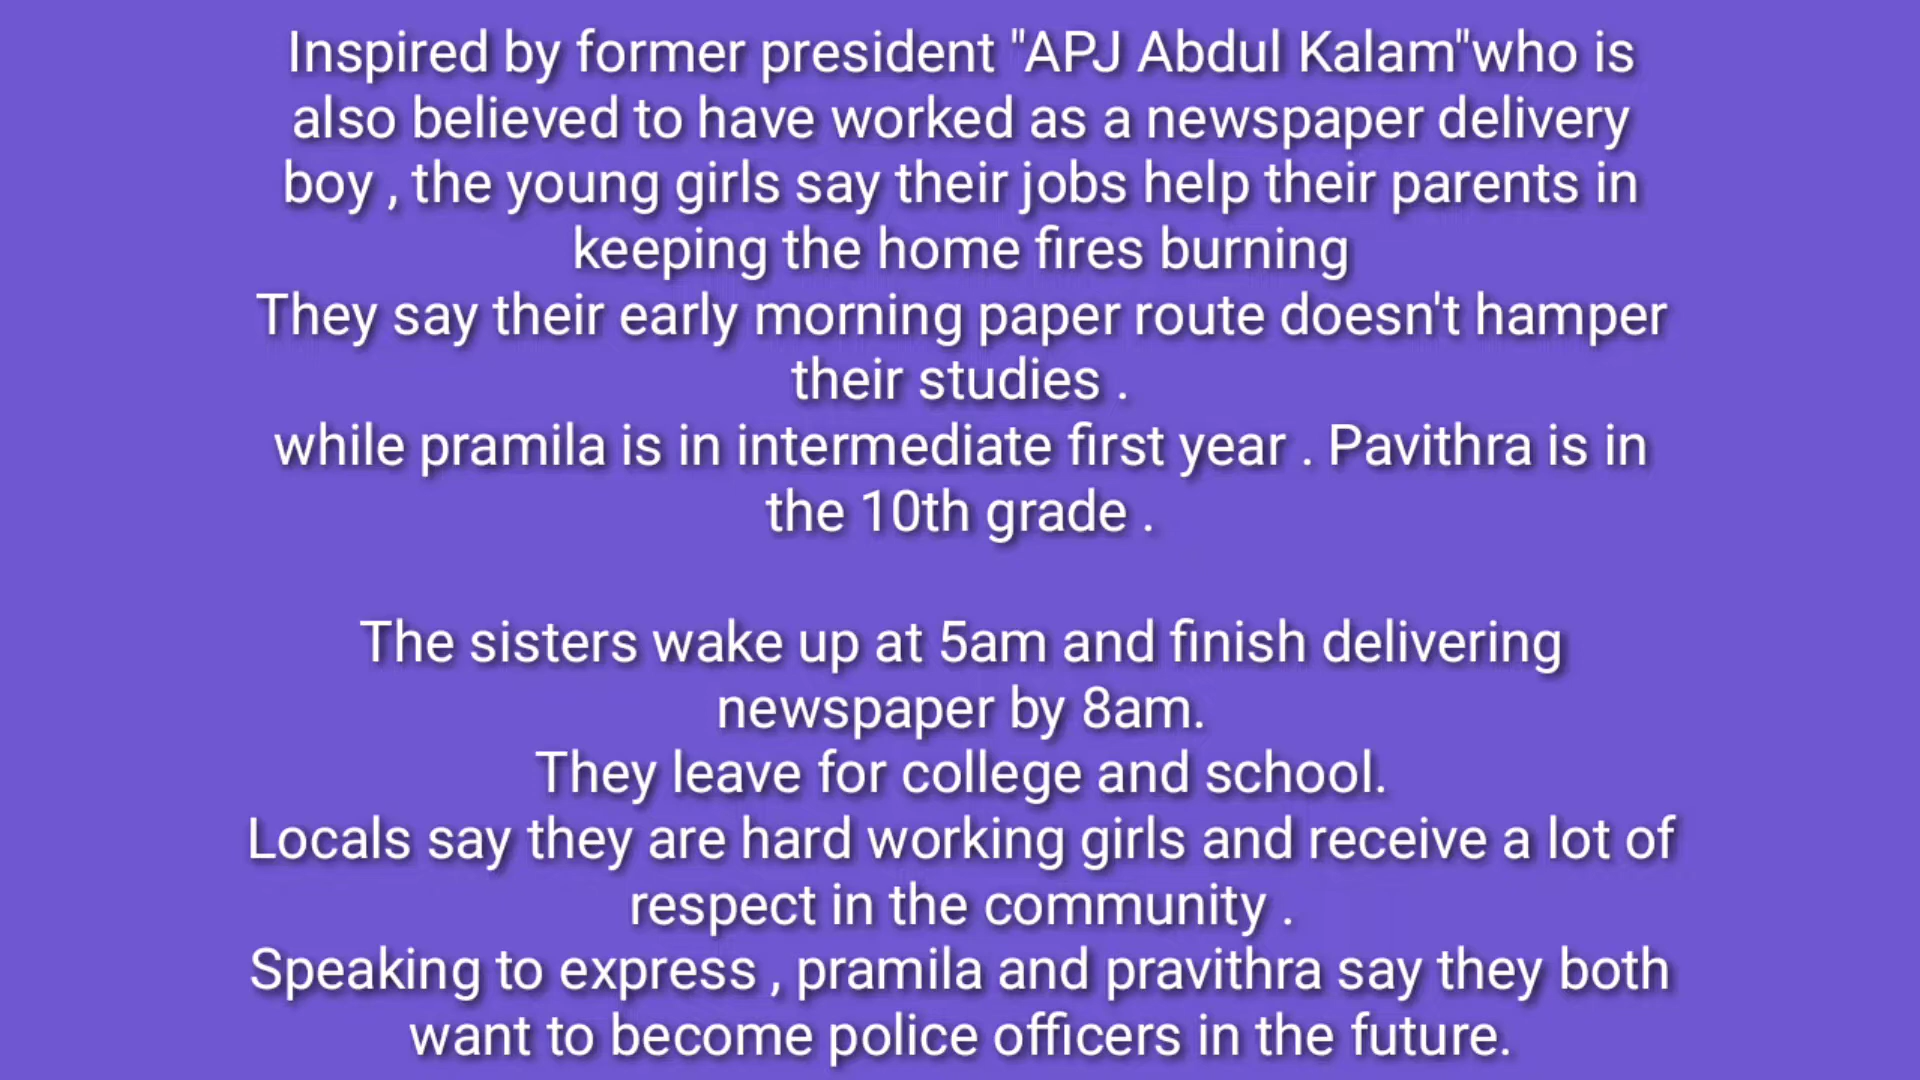 Inspired by former president "APJ Abdul Kalam"who is
also believed to have worked as a newspaper delivery
boy , the young girls say their jobs help their parents in
keeping the home fires burning
They say their early morning paper route doesn't hamper
their studies .
while pramila is in intermediate first year . Pavithra is in
the 10th grade .
The sisters wake up at 5am and finish delivering
newspaper by 8am.
They leave for college and school.
Locals say they are hard working girls and receive a lot of
respect in the community .
Speaking to express , pramila and pravithra say they both
want to become police officers in the future.